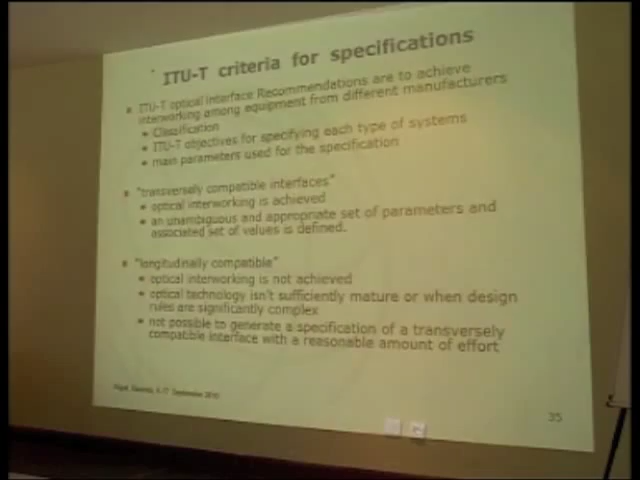 ITU-T criteria for specifications
ITU-T optical interface Recommendations are to achieve
interworking among equipment from different manufacturers
Classification
ITU-T objectives for specifying each type of systems
main parameters used for the specification
"transversely compatible interfaces"
optical interworking is achieved
an unambiguous and appropriate set of parameters and
associated set of values is defined.
"longitudinally compatible"
optical interworking is not achieved
optical technology isn't sufficiently mature or when design
rules are significantly complex
not possible to generate a specification of a transversely
compatible interface with a reasonable amount of effort
September 2010
35